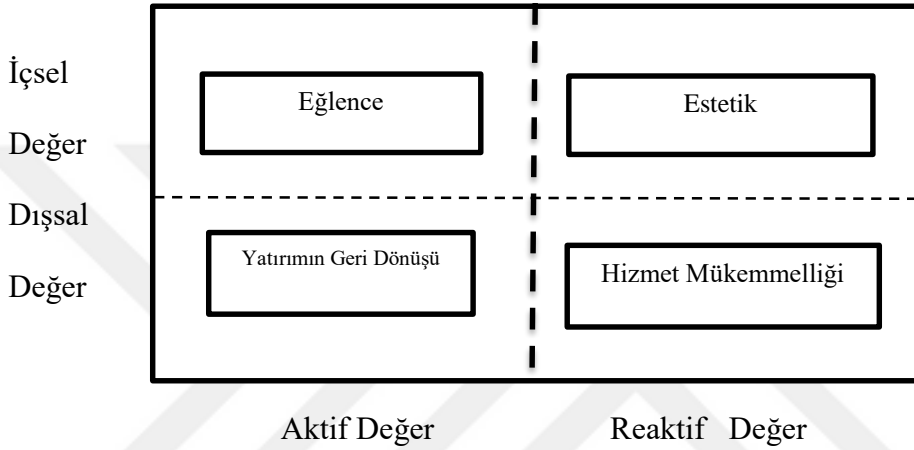 İçsel
Değer
Dışsal
Değer
Eğlence
Estetik
Yatırımın Geri Dönüşü
Hizmet Mükemmelliği
Aktif Değer
Reaktif Değer